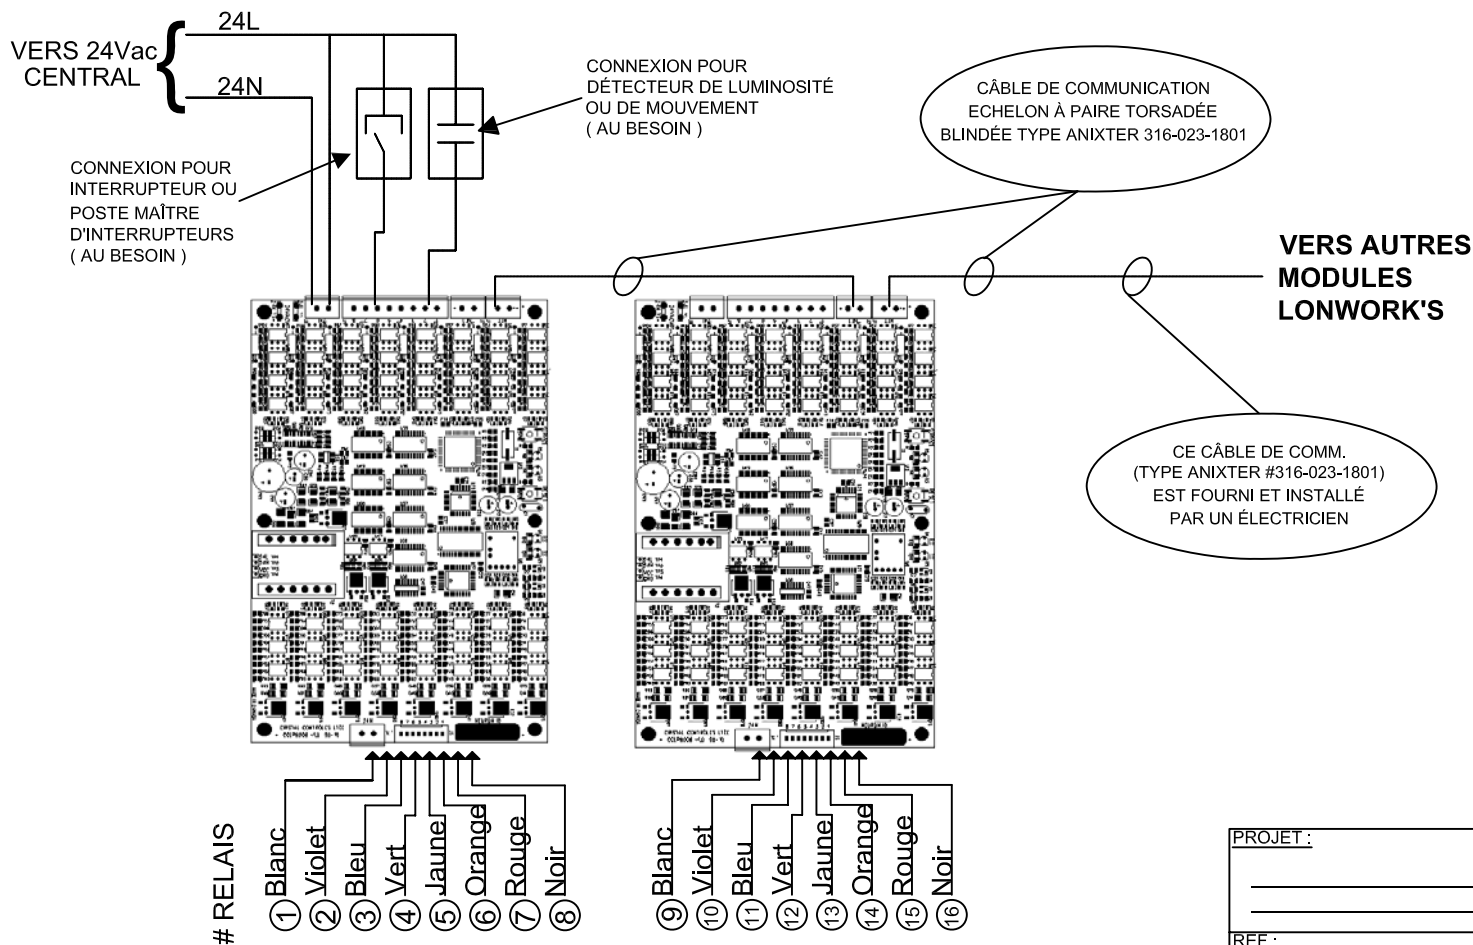 24L
VERS 24Vac
CENTRAL
24N
CONNEXION POUR
DÉTECTEUR DE LUMINOSITÉ
OU DE MOUVEMENT
( AU BESOIN )
CÂBLE DE COMMUNICATION
ECHELON À PAIRE TORSADÉE
BLINDÉE TYPE ANIXTER 316-023-1801
CONNEXION POUR
INTERRUPTEUR OU
POSTE MAÎTRE
D'INTERRUPTEURS
( AU BESOIN )
VERS AUTRES
MODULES
LONWORK'S
CE CÂBLE DE COMM.
(TYPE ANIXTER #316-023-1801)
EST FOURNI ET INSTALLÉ
PAR UN ÉLECTRICIEN
# RELAIS
Blanc
Violet
Bleu
Vert
Jaune
Orange
Rouge
Noir
1
2
3
4
5
6
7
8
Blanc
Violet
Bleu
Vert
Jaune
Orange
Rouge
Noir
9
10
11
12
13
14
15
16
PROJET :
REF :